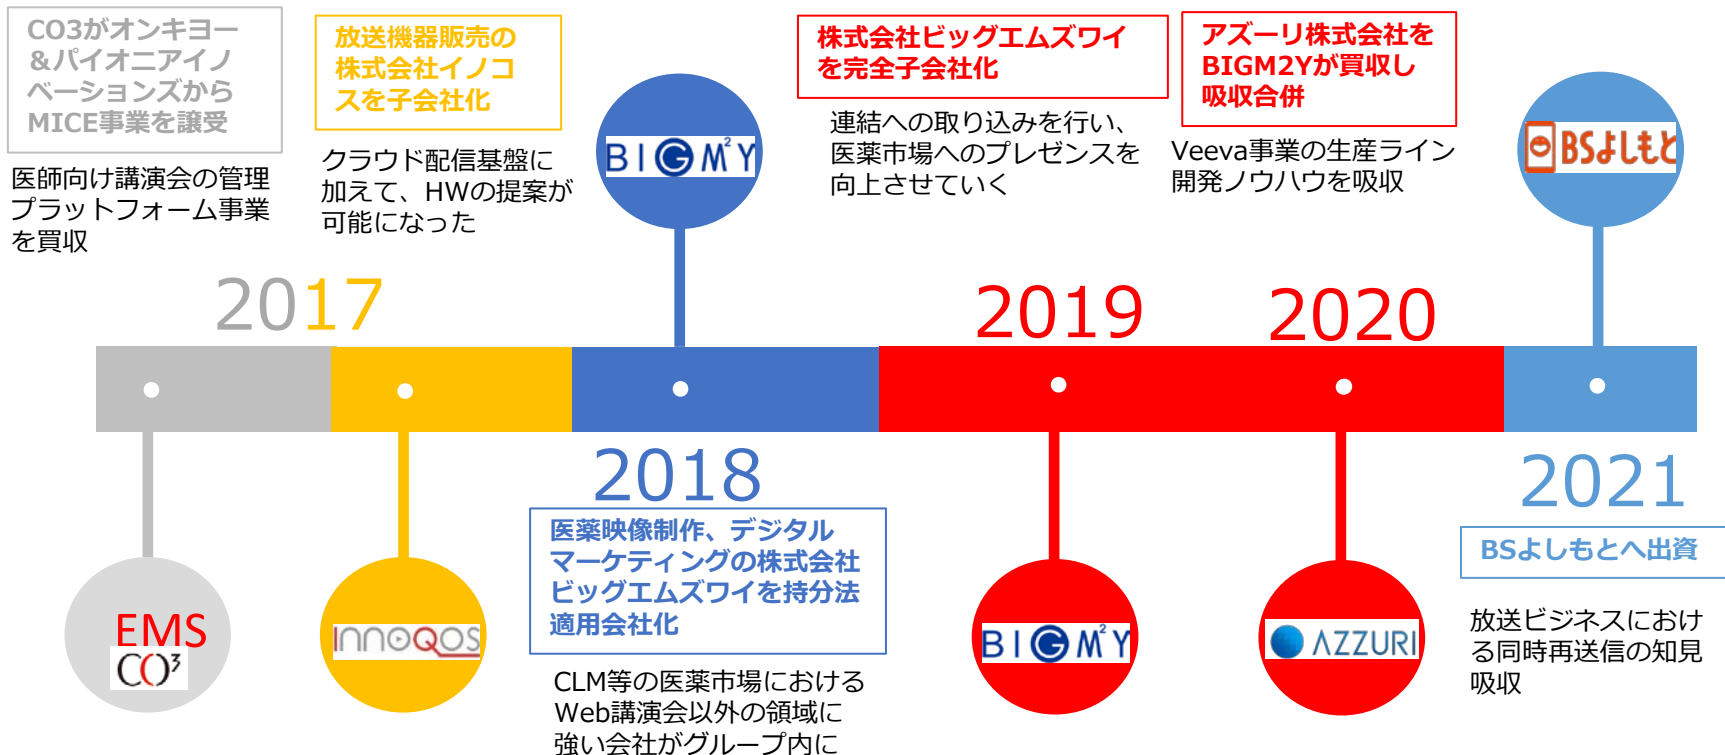 CO3がオンキヨー
&パイオニアイノ
ベーションズから
MICE事業を譲受
医師向け講演会の管理
プラットフォーム事業
を買収
放送機器販売の
株式会社イノコ
スを子会社化
クラウド配信基盤に
加えて、HWの提案が
可能になった
BIGM2Y
株式会社ビッグエムズワイ
を完全子会社化
連結への取り込みを行い、
医薬市場へのプレゼンスを
向上させていく
アズーリ株式会社を
BIGM2Yが買収し
吸収合併
Veeva事業の生産ライン
開発ノウハウを吸収
BSよしもと
2017
2019
2020
2018
2021
医薬映像制作、デジタル
マーケティングの株式会社
ビッグエムズワイを持分法
適用会社化
CLM等の医薬市場における
Web講演会以外の領域に
強い会社がグループ内に
BSよしもとへ出資
放送ビジネスにおけ
る同時再送信の知見
吸収
EMS
CO3
INNOQOS
BIGM2Y
AZZURI